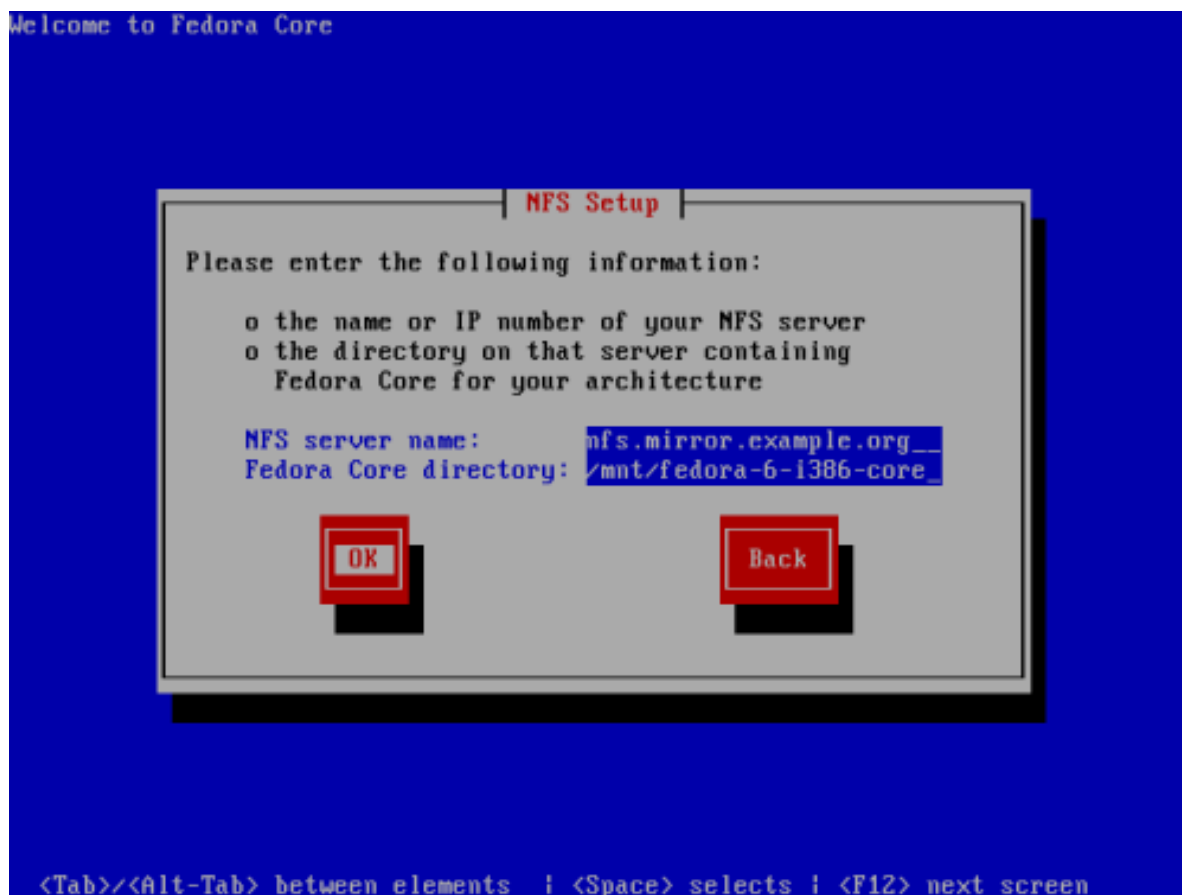 Welcome to Fedora Core
NFS Setup
Please enter the following information:
o the name or IP number of your NFS server
o the directory on that server containing
Fedora Core for your architecture
NFS server name: nfs.mirror.example.org__
Fedora Core directory: /mnt/fedora-6-i386-core_
OK Back
<Tab>/<Alt-Tab> between elements | <Space> selects | <F12> next screen